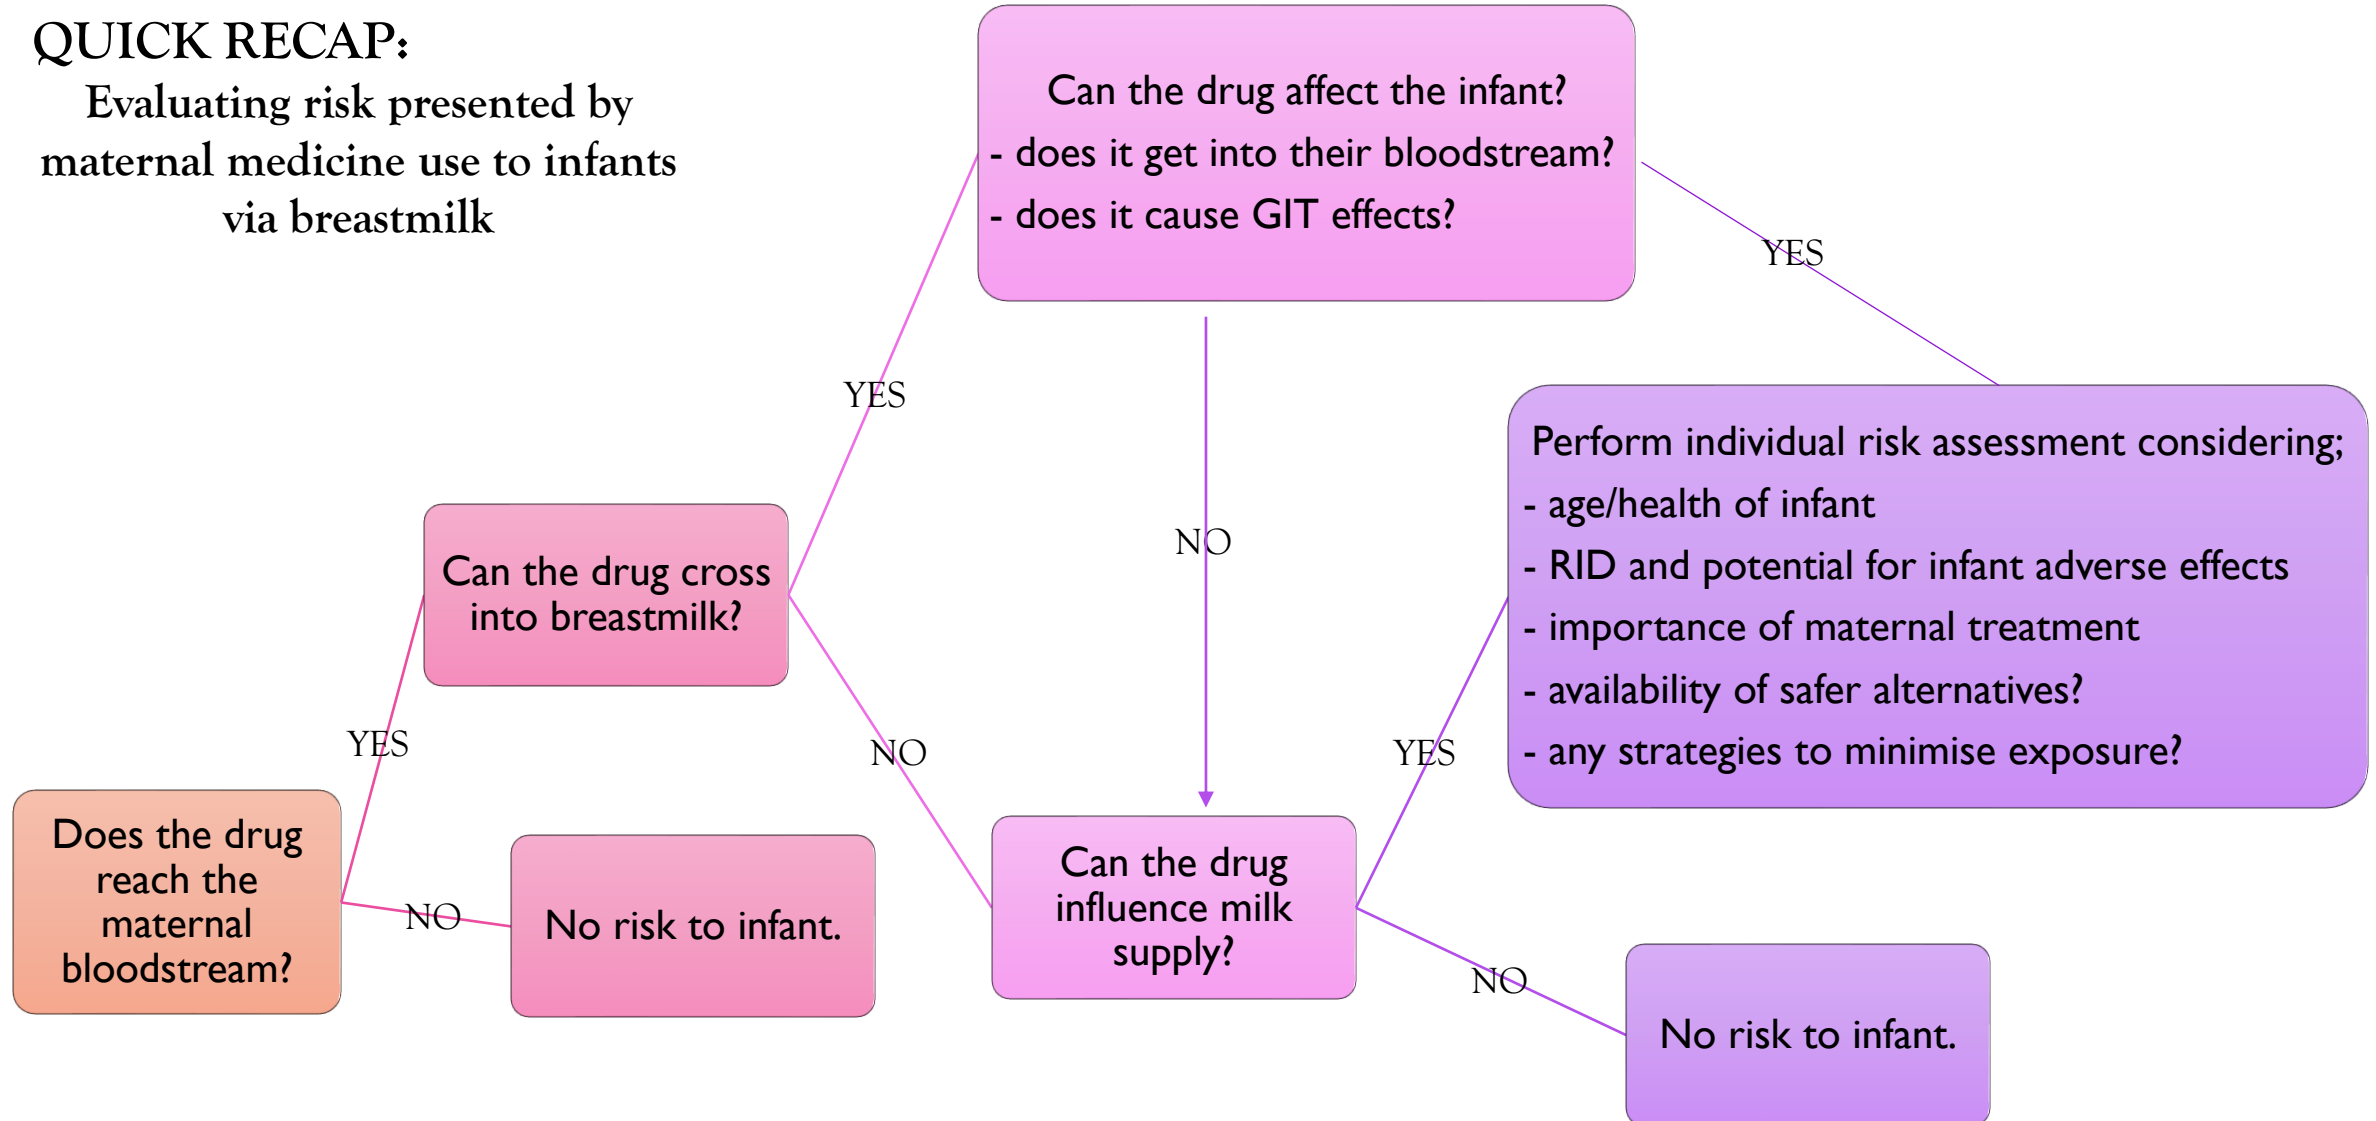 QUICK RECAP:
Evaluating risk presented by
maternal medicine use to infants
via breastmilk
Can the drug affect the infant?
- does it get into their bloodstream?
- does it cause GIT effects?
YES
YES
Perform individual risk assessment considering;
- age/health of infant
- RID and potential for infant adverse effects
- importance of maternal treatment
- availability of safer alternatives?
- any strategies to minimise exposure?
NO
Can the drug cross
into breastmilk?
YES
NO
YES
Does the drug
reach the
maternal
bloodstream?
NO
No risk to infant.
Can the drug
influence milk
supply?
NO
No risk to infant.